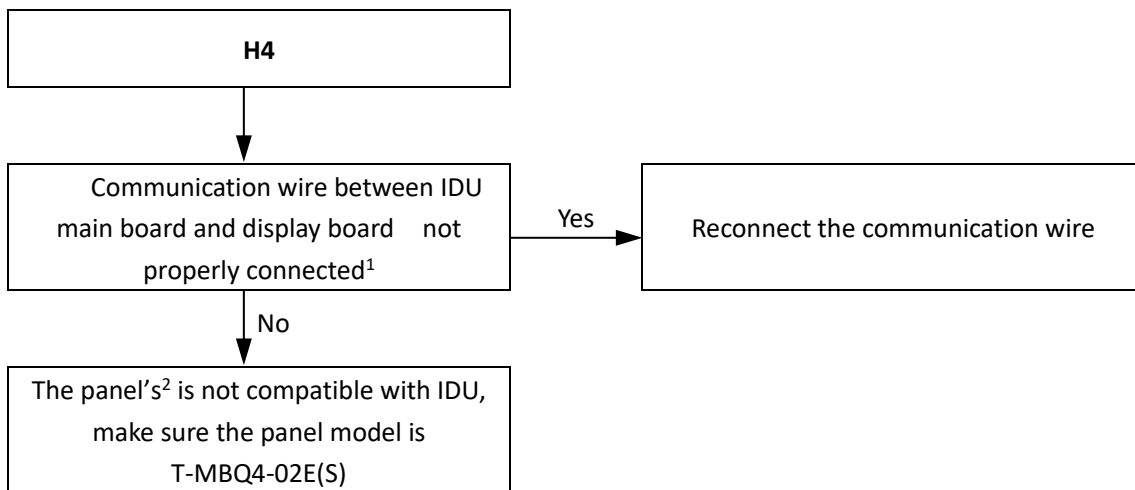 H4
Communication wire between IDU
main board and display board not
properly connected¹
Yes
Reconnect the communication wire
No
The panel's² is not compatible with IDU,
make sure the panel model is
T-MBQ4-02E(S)